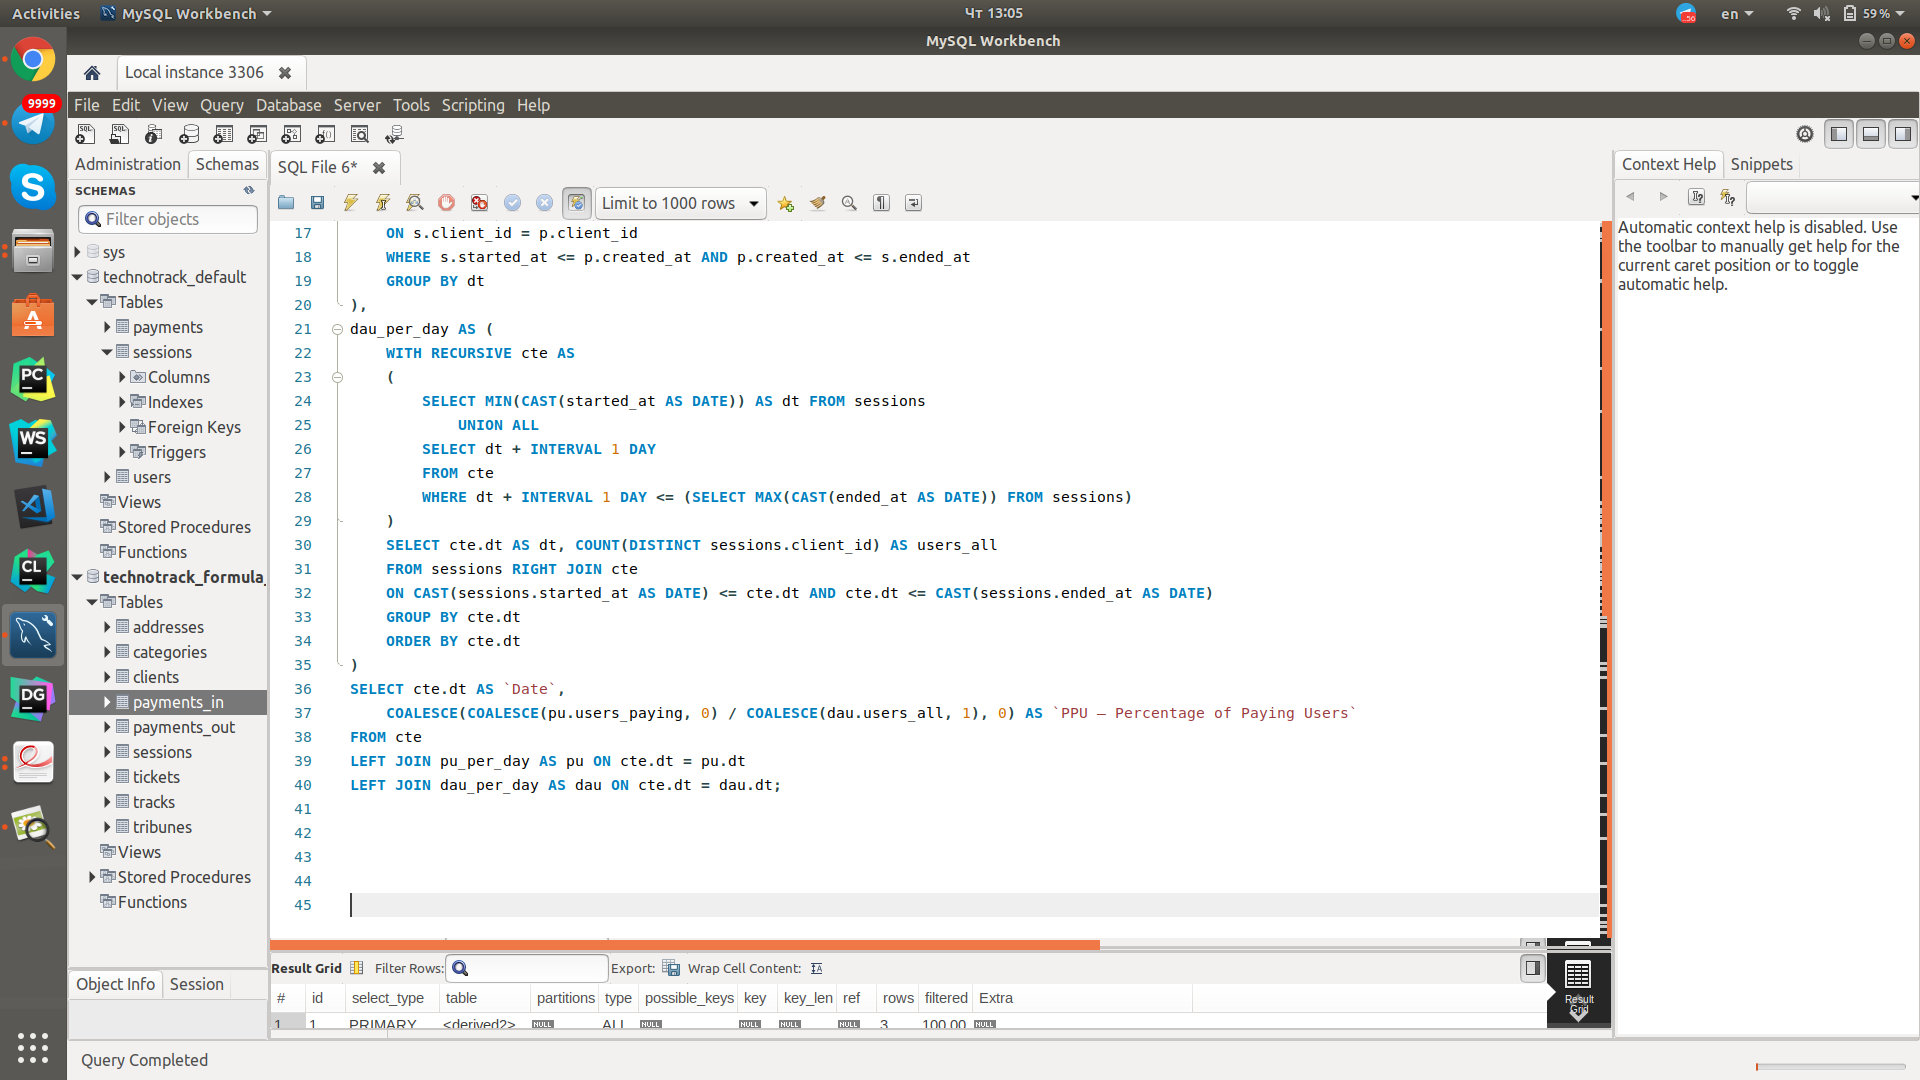 Activities MySQL Workbench Чт 13:05 en 59 %
MySQL Workbench
Local instance 3306
File Edit View Query Database Server Tools Scripting Help
9999
Administration Schemas SQL File 6* Context Help Snippets
SCHEMAS
Limit to 1000 rows
Filter objects
Automatic context help is disabled. Use
the toolbar to manually get help for the
current caret position or to toggle
automatic help.
sys
technotrack_default
Tables
payments
sessions
Columns
Indexes
Foreign Keys
Triggers
users
Views
Stored Procedures
Functions
technotrack_formula_
Tables
addresses
categories
clients
payments_in
payments_out
sessions
tickets
tracks
tribunes
Views
Stored Procedures
Functions
17 ON s.client_id = p.client_id
18 WHERE s.started_at <= p.created_at AND p.created_at <= s.ended_at
19 GROUP BY dt
20 ),
21 dau_per_day AS (
22 WITH RECURSIVE cte AS
23 (
24 SELECT MIN(CAST(started_at AS DATE)) AS dt FROM sessions
25 UNION ALL
26 SELECT dt + INTERVAL 1 DAY
27 FROM cte
28 WHERE dt + INTERVAL 1 DAY <= (SELECT MAX(CAST(ended_at AS DATE)) FROM sessions)
29 )
30 SELECT cte.dt AS dt, COUNT(DISTINCT sessions.client_id) AS users_all
31 FROM sessions RIGHT JOIN cte
32 ON CAST(sessions.started_at AS DATE) <= cte.dt AND cte.dt <= CAST(sessions.ended_at AS DATE)
33 GROUP BY cte.dt
34 ORDER BY cte.dt
35 )
36 SELECT cte.dt AS `Date`,
37 COALESCE(COALESCE(pu.users_paying, 0) / COALESCE(dau.users_all, 1), 0) AS `PPU — Percentage of Paying Users`
38 FROM cte
39 LEFT JOIN pu_per_day AS pu ON cte.dt = pu.dt
40 LEFT JOIN dau_per_day AS dau ON cte.dt = dau.dt;
41
42
43
44
45
Result Grid Filter Rows: Export: Wrap Cell Content:
Object Info Session
# id select_type table partitions type possible_keys key key_len ref rows filtered Extra
1 1 PRIMARY <derived2> NULL ALL NULL NULL NULL NULL 3 100.00 NULL
Result
Grid
Query Completed
PC
WS
CL
DG